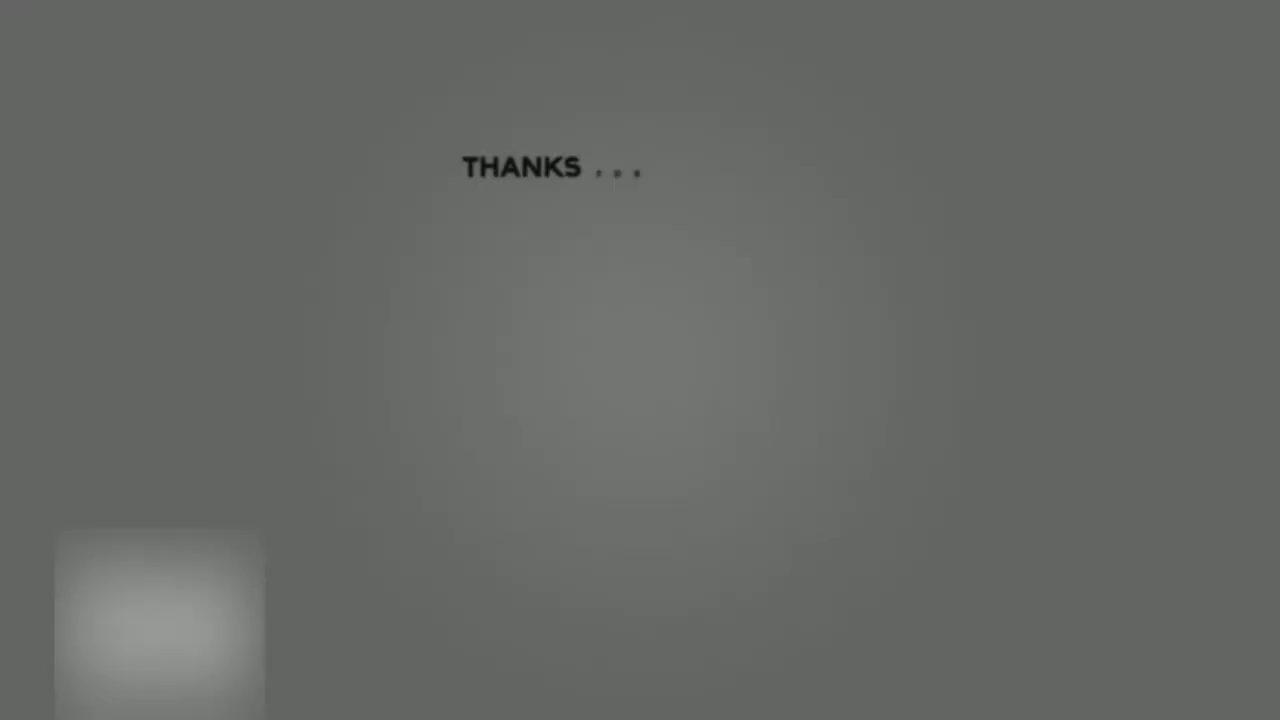 THANKS . . .